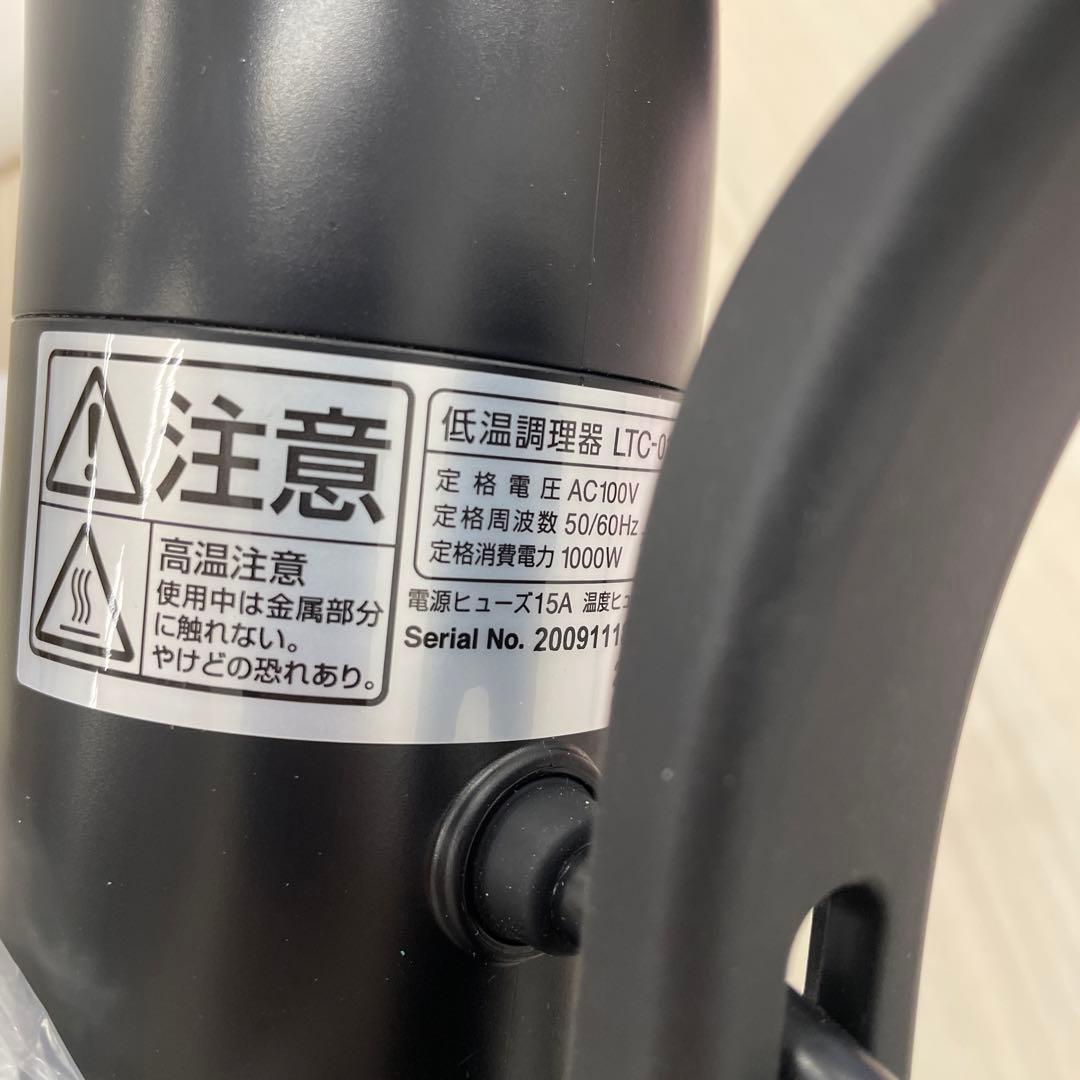 注意
高温注意
使用中は金属部分
に触れない。
やけどの恐れあり。
低温調理器 LTC-0
定格電圧 AC100V
定格周波数 50/60Hz
定格消費電力 1000W
電源ヒューズ15A 温度ヒュ
Serial No. 2009111